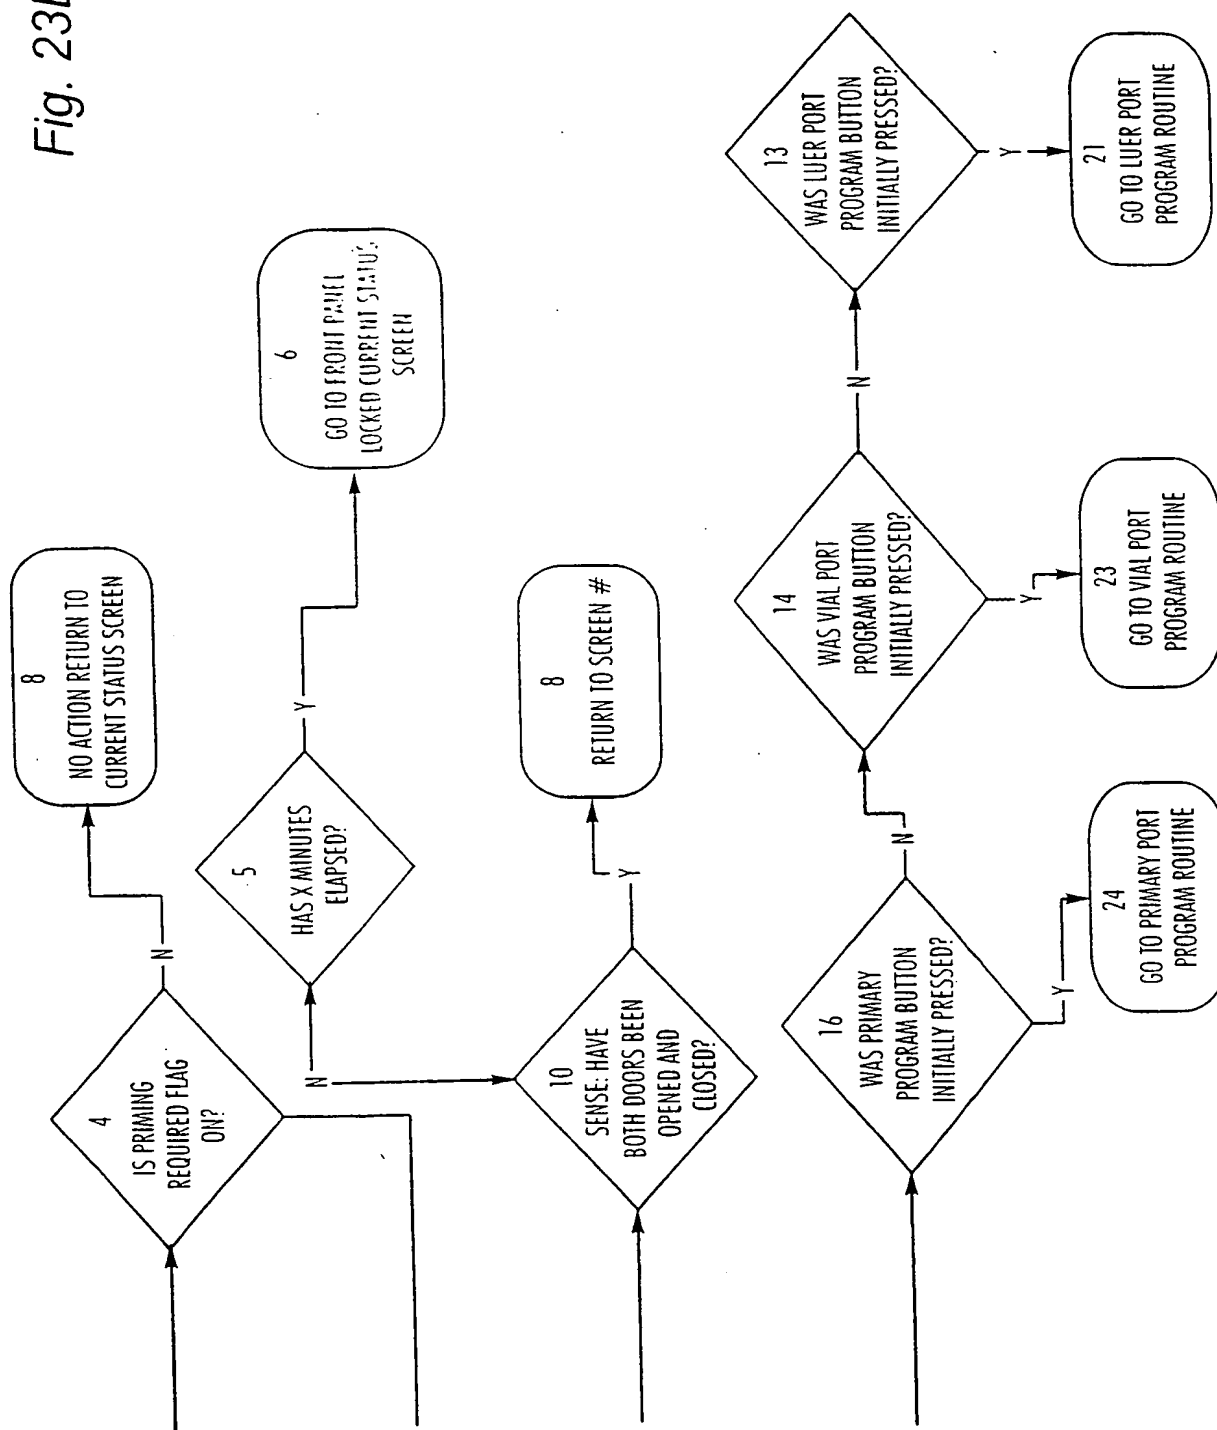 Fig. 23
4
IS PRIMING
REQUIRED FLAG
ON?
N
8
NO ACTION RETURN TO
CURRENT STATUS SCREEN
N
5
HAS X MINUTES
ELAPSED?
Y
6
GO TO FRONT PANEL
LOCKED CURRENT STATUS
SCREEN
10
SENSE: HAVE
BOTH DOORS BEEN
OPENED AND
CLOSED?
Y
8
RETURN TO SCREEN #
16
WAS PRIMARY
PROGRAM BUTTON
INITIALLY PRESSED?
N
Y
24
GO TO PRIMARY PORT
PROGRAM ROUTINE
14
WAS VIAL PORT
PROGRAM BUTTON
INITIALLY PRESSED?
N
Y
23
GO TO VIAL PORT
PROGRAM ROUTINE
13
WAS LUER PORT
PROGRAM BUTTON
INITIALLY PRESSED?
Y
21
GO TO LUER PORT
PROGRAM ROUTINE